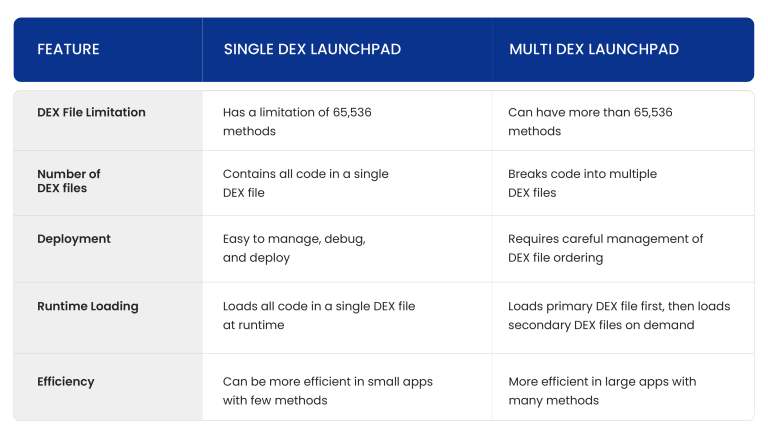 FEATURE
SINGLE DEX LAUNCHPAD
MULTI DEX LAUNCHPAD
DEX File Limitation
Has a limitation of 65,536
methods
Can have more than 65,536
methods
Number of
DEX files
Contains all code in a single
DEX file
Breaks code into multiple
DEX files
Deployment
Easy to manage, debug,
and deploy
Requires careful management of
DEX file ordering
Runtime Loading
Loads all code in a single DEX file
at runtime
Loads primary DEX file first, then loads
secondary DEX files on demand
Efficiency
Can be more efficient in small apps
with few methods
More efficient in large apps with
many methods